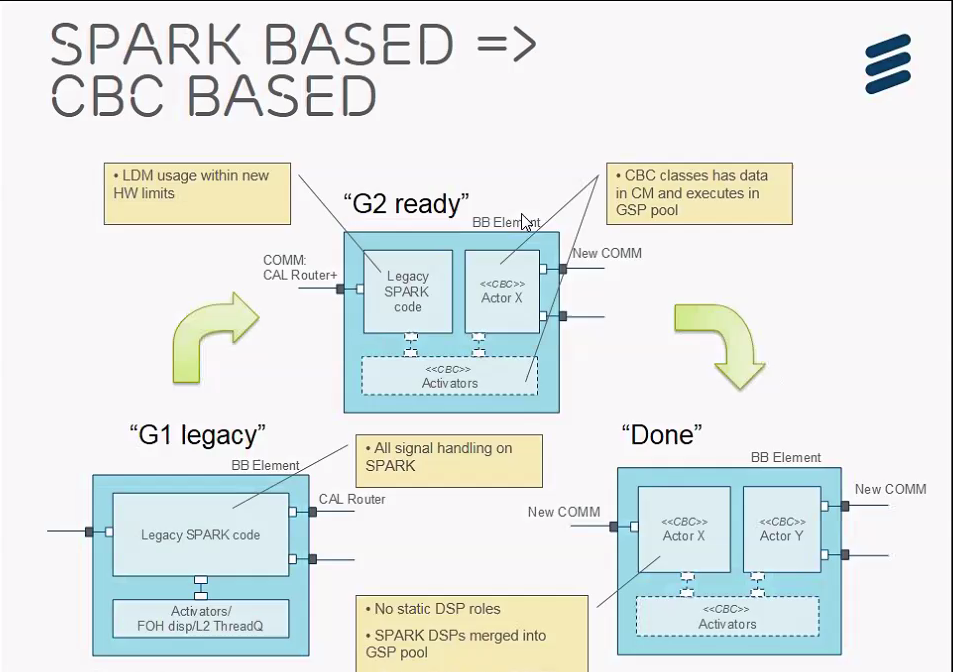 SPARK BASED =>
CBC BASED
• LDM usage within new
HW limits
"G2 ready"
• CBC classes has data
in CM and executes in
GSP pool
BB Element
COMM:
CAL Router+
Legacy
SPARK
code
<<CBC>>
Actor X
New COMM
<<CBC>>
Activators
"G1 legacy"
BB Element
• All signal handling on
SPARK
CAL Router
Legacy SPARK code
Activators/
FOH disp/L2 ThreadQ
"Done"
BB Element
New COMM
<<CBC>>
Actor X
<<CBC>>
Actor Y
New COMM
<<CBC>>
Activators
• No static DSP roles
• SPARK DSPs merged into
GSP pool